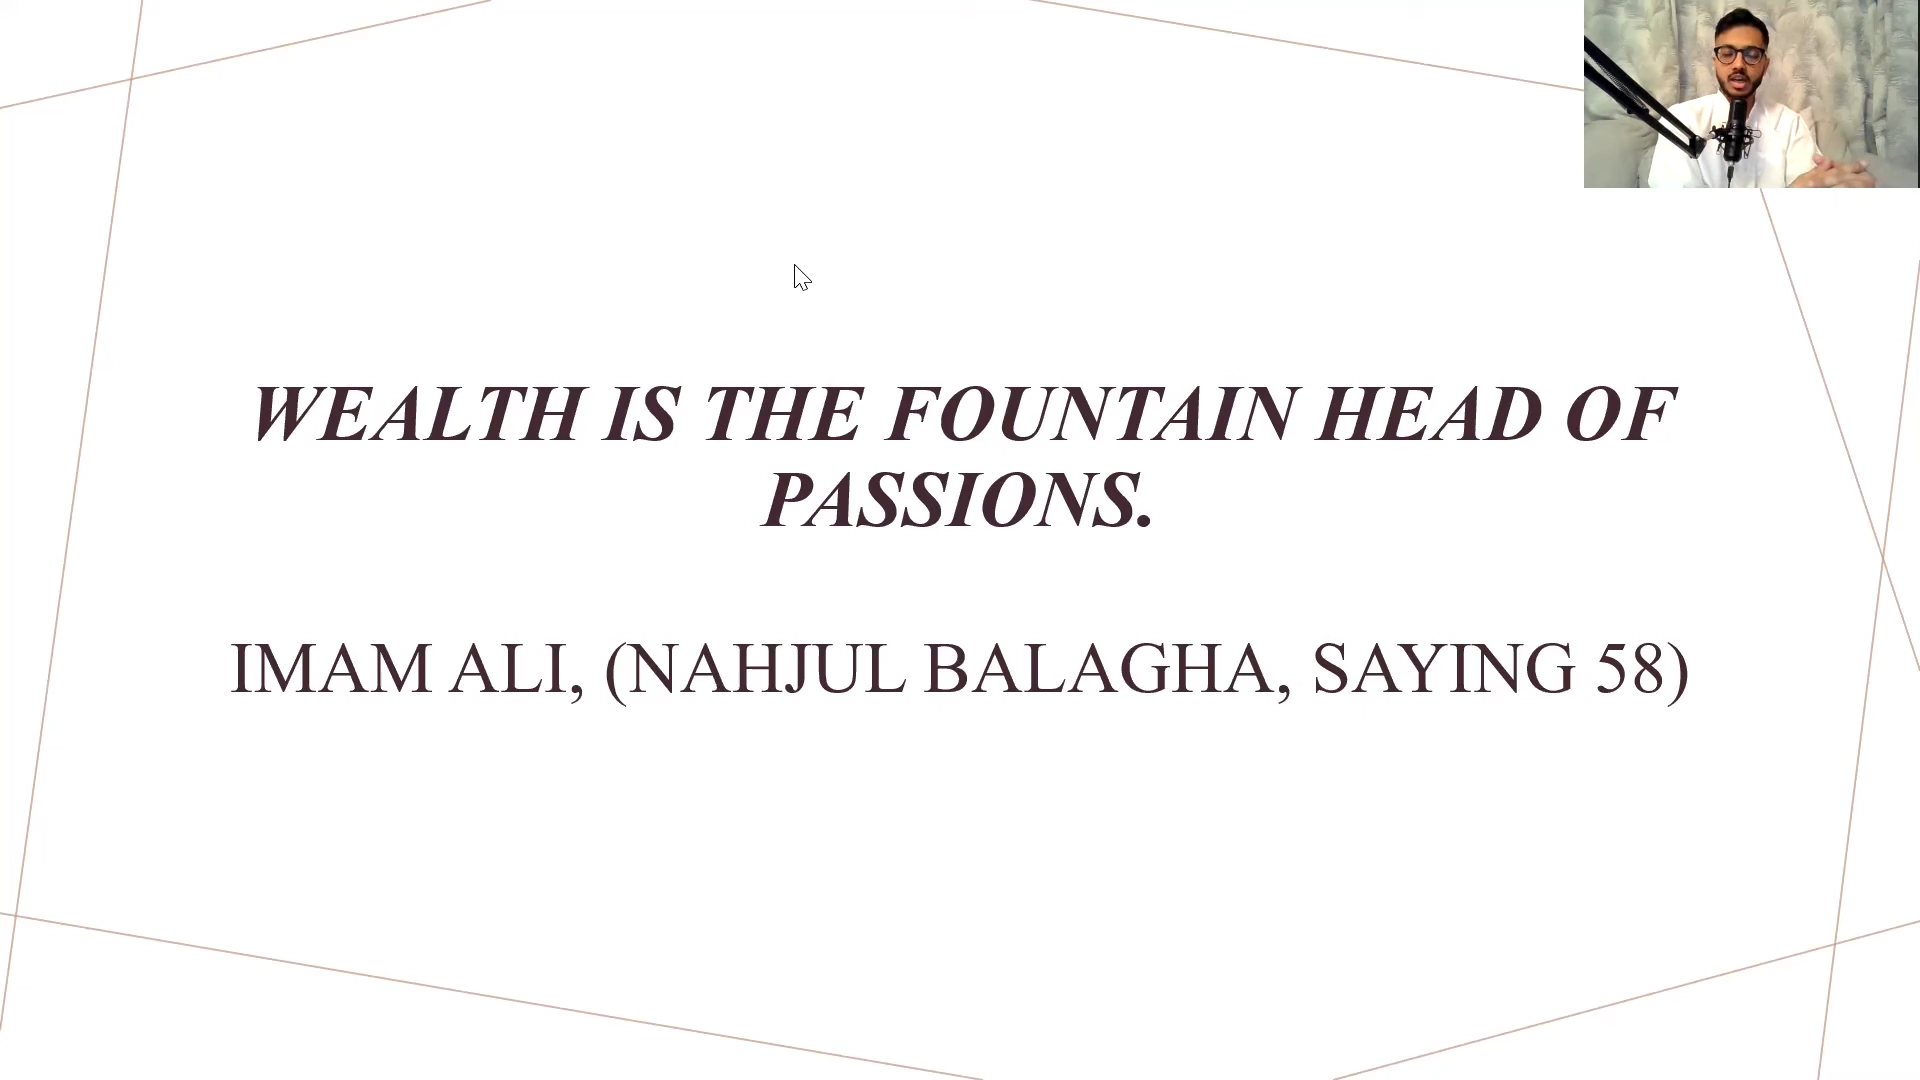 WEALTH IS THE FOUNTAIN HEAD OF
PASSIONS.
IMAM ALI, (NAHJUL BALAGHA, SAYING 58)